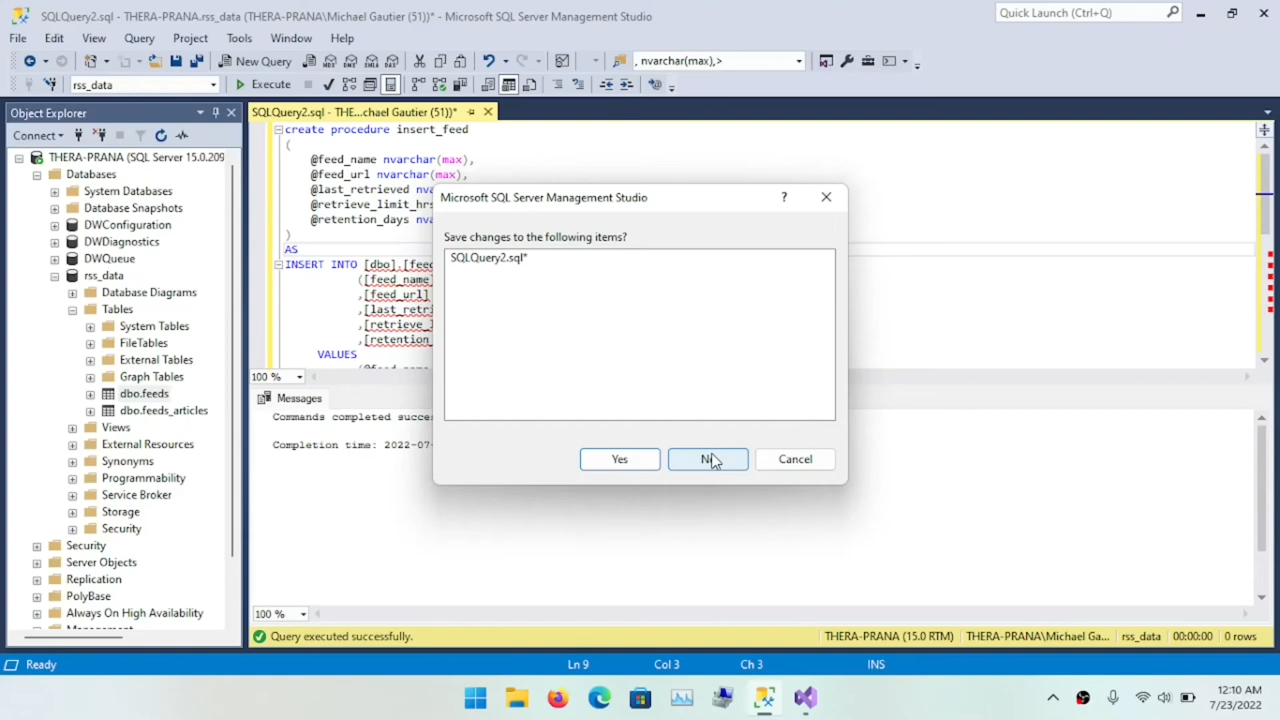 SQLQuery2.sql - THERA-PRANA.rss_data (THERA-PRANA\Michael Gautier (51))* - Microsoft SQL Server Management Studio
Quick Launch (Ctrl+Q)
File Edit View Query Project Tools Window Help
New Query
MDX DMX XMLA DAX
, nvarchar(max),>
rss_data
Execute
Object Explorer
Connect
THERA-PRANA (SQL Server 15.0.209
Databases
System Databases
Database Snapshots
DWConfiguration
DWDiagnostics
DWQueue
rss_data
Database Diagrams
Tables
System Tables
FileTables
External Tables
Graph Tables
dbo.feeds
dbo.feeds_articles
Views
External Resources
Synonyms
Programmability
Service Broker
Storage
Security
Security
Server Objects
Replication
PolyBase
Always On High Availability
SQLQuery2.sql - THE...chael Gautier (51))*
create procedure insert_feed
(
@feed_name nvarchar(max),
@feed_url nvarchar(max),
@last_retrieved
@retrieve_limit_hrs
@retention_days
)
AS
INSERT INTO [dbo].[feed
([feed_name]
,[feed_url]
,[last_retri
,[retrieve_l
,[retention_
VALUES
100 %
Messages
Commands completed succe
Completion time: 2022-07-
100 %
Microsoft SQL Server Management Studio
?
Save changes to the following items?
SQLQuery2.sql*
Yes
Cancel
Query executed successfully.
THERA-PRANA (15.0 RTM) THERA-PRANA\Michael Ga... rss_data 00:00:00 0 rows
Ready Ln 9 Col 3 Ch 3 INS
12:10 AM
7/23/2022